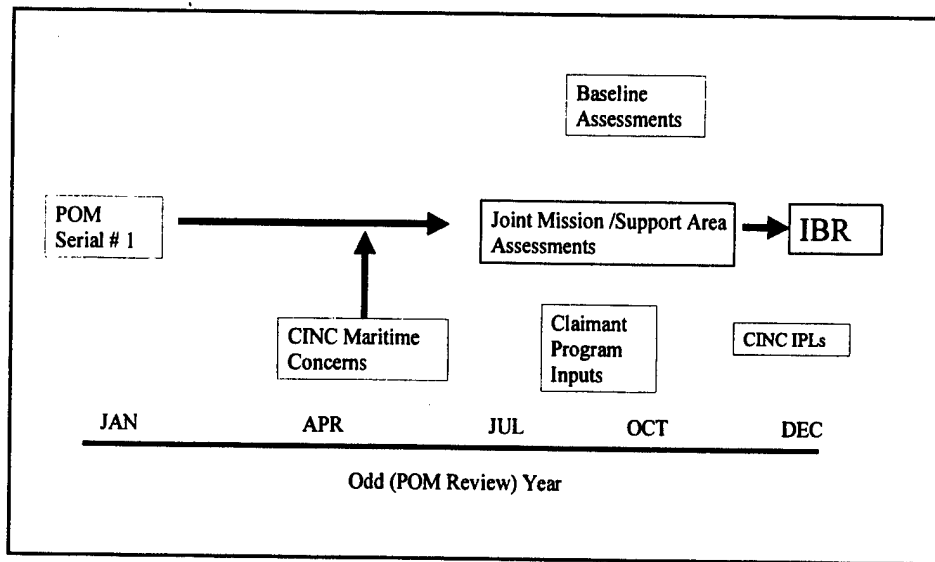 Baseline
Assessments
POM
Serial # 1
Joint Mission /Support Area
Assessments
IBR
CINC Maritime
Concerns
Claimant
Program
Inputs
CINC IPLs
JAN APR JUL OCT DEC
Odd (POM Review) Year